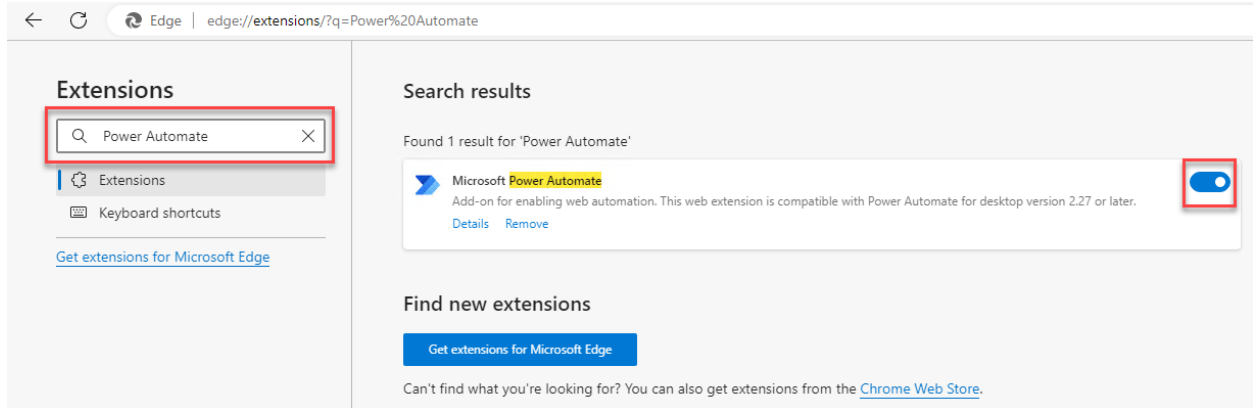 Edge | edge://extensions/?q=Power%20Automate
Extensions
Power Automate
Extensions
Keyboard shortcuts
Get extensions for Microsoft Edge
Search results
Found 1 result for 'Power Automate'
Microsoft Power Automate
Add-on for enabling web automation. This web extension is compatible with Power Automate for desktop version 2.27 or later.
Details Remove
Find new extensions
Get extensions for Microsoft Edge
Can't find what you're looking for? You can also get extensions from the Chrome Web Store.